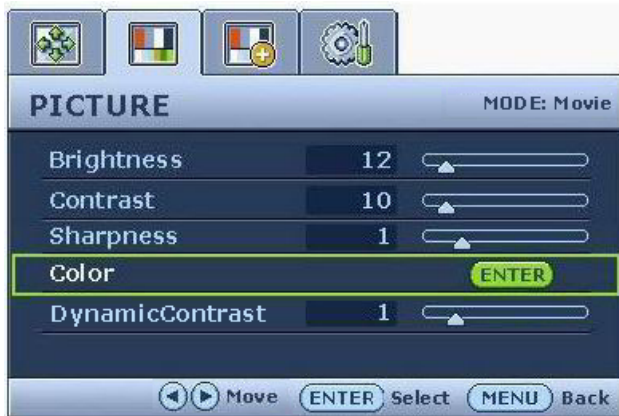 PICTURE MODE: Movie
Brightness 12
Contrast 10
Sharpness 1
Color ENTER
DynamicContrast 1
Move ENTER Select MENU Back